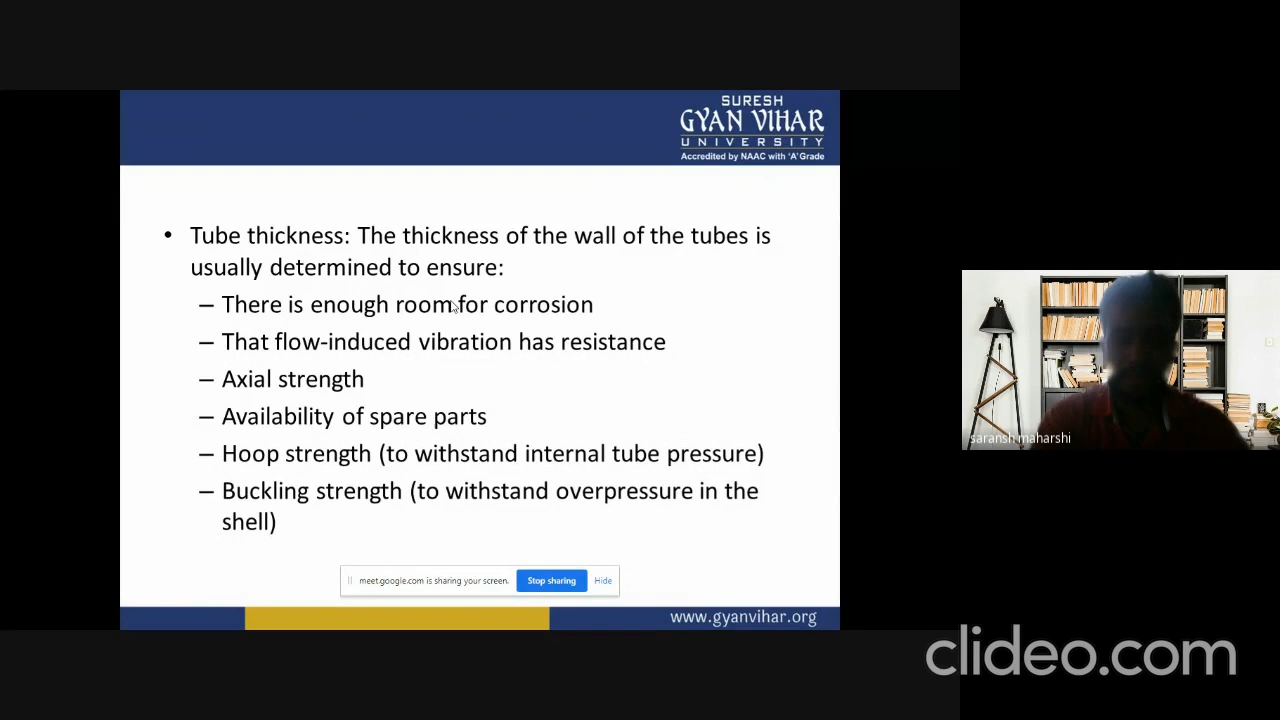 SURESH
GYAN VIHAR
UNIVERSITY
Accredited by NAAC with 'A' Grade
• Tube thickness: The thickness of the wall of the tubes is
usually determined to ensure:
– There is enough room for corrosion
– That flow-induced vibration has resistance
– Axial strength
– Availability of spare parts
– Hoop strength (to withstand internal tube pressure)
– Buckling strength (to withstand overpressure in the
shell)
meet.google.com is sharing your screen. Stop sharing Hide
www.gyanvihar.org
saransh maharshi
clideo.com